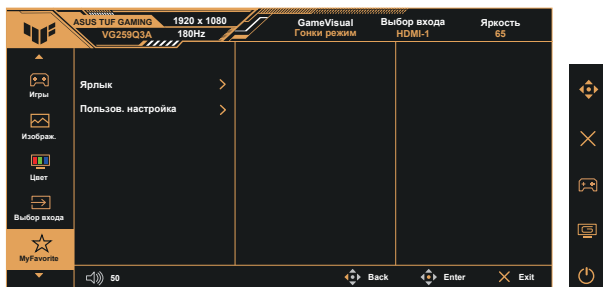 ASUS TUF GAMING 1920 x 1080 GameVisual Выбор входа Яркость
VG259Q3A 180Hz Гонки режим HDMI-1 65
Игры
Ярлык
Пользов. настройка
Изображ.
Цвет
Выбор входа
MyFavorite
50 Back Enter Exit